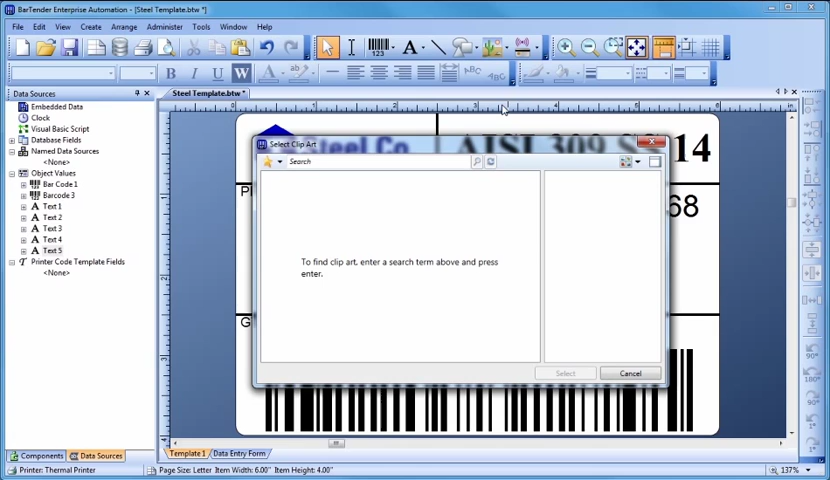 BarTender Enterprise Automation - [Steel Template.btw *]
File Edit View Create Arrange Administer Tools Window Help
Data Sources
Steel Template.btw *
Embedded Data
Clock
Visual Basic Script
Database Fields
Named Data Sources
<None>
Object Values
Bar Code 1
Barcode 3
Text 1
Text 2
Text 3
Text 4
Text 5
Printer Code Template Fields
<None>
Steel Co. AISI 309 SS 14
Select Clip Art
Search
P
68
To find clip art, enter a search term above and press
enter.
G
Select Cancel
Components Data Sources
Template 1 Data Entry Form
Printer: Thermal Printer
Page Size: Letter Item Width: 6.00" Item Height: 4.00"
137%